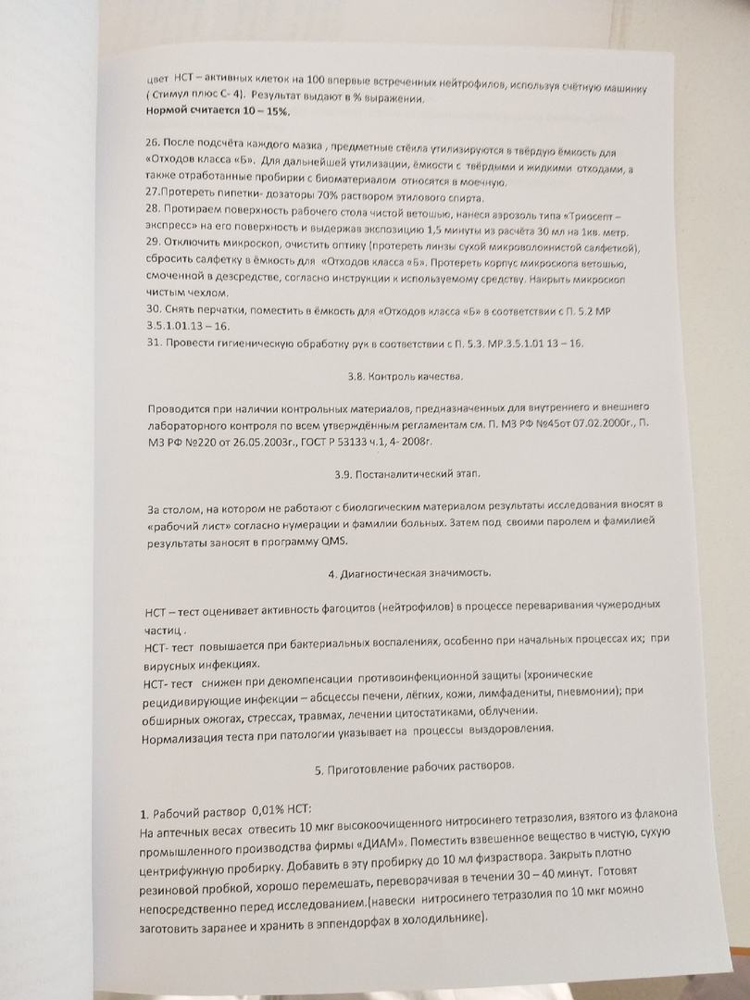 цвет НСТ – активных клеток на 100 впервые встреченных нейтрофилов, используя счётную машинку
( Стимул плюс С- 4). Результат выдают в % выражении.
Нормой считается 10 – 15%.
26. После подсчёта каждого мазка , предметные стёкла утилизируются в твёрдую ёмкость для
«Отходов класса «Б». Для дальнейшей утилизации, ёмкости с твёрдыми и жидкими отходами, а
также отработанные пробирки с биоматериалом относятся в моечную.
27.Протереть пипетки- дозаторы 70% раствором этилового спирта.
28. Протираем поверхность рабочего стола чистой ветошью, нанеся аэрозоль типа «Триосепт –
экспресс» на его поверхность и выдержав экспозицию 1,5 минуты из расчёта 30 мл на 1кв. метр.
29. Отключить микроскоп, очистить оптику (протереть линзы сухой микроволокнистой салфеткой),
сбросить салфетку в ёмкость для «Отходов класса «Б». Протереть корпус микроскопа ветошью,
смоченной в дезсредстве, согласно инструкции к используемому средству. Накрыть микроскоп
чистым чехлом.
30. Снять перчатки, поместить в ёмкость для «Отходов класса «Б» в соответствии с П. 5.2 МР
3.5.1.01.13 – 16.
31. Провести гигиеническую обработку рук в соответствии с П. 5.3. МР.3.5.1.01 13 – 16.
3.8. Контроль качества.
Проводится при наличии контрольных материалов, предназначенных для внутреннего и внешнего
лабораторного контроля по всем утверждённым регламентам см. П. МЗ РФ №45от 07.02.2000г., П.
МЗ РФ №220 от 26.05.2003г., ГОСТ Р 53133 ч.1, 4- 2008г.
3.9. Постаналитический этап.
За столом, на котором не работают с биологическим материалом результаты исследования вносят в
«рабочий лист» согласно нумерации и фамилии больных. Затем под своими паролем и фамилией
результаты заносят в программу QMS.
4. Диагностическая значимость.
НСТ – тест оценивает активность фагоцитов (нейтрофилов) в процессе переваривания чужеродных
частиц .
НСТ- тест повышается при бактериальных воспалениях, особенно при начальных процессах их; при
вирусных инфекциях.
НСТ- тест снижен при декомпенсации противоинфекционной защиты (хронические
рецидивирующие инфекции – абсцессы печени, лёгких, кожи, лимфадениты, пневмонии); при
обширных ожогах, стрессах, травмах, лечении цитостатиками, облучении.
Нормализация теста при патологии указывает на процессы выздоровления.
5. Приготовление рабочих растворов.
1. Рабочий раствор 0,01% НСТ:
На аптечных весах отвесить 10 мкг высокоочищенного нитросинего тетразолия, взятого из флакона
промышленного производства фирмы «ДИАМ». Поместить взвешенное вещество в чистую, сухую
центрифужную пробирку. Добавить в эту пробирку до 10 мл физраствора. Закрыть плотно
резиновой пробкой, хорошо перемешать, переворачивая в течении 30 – 40 минут. Готовят
непосредственно перед исследованием.(навески нитросинего тетразолия по 10 мкг можно
заготовить заранее и хранить в эппендорфах в холодильнике).